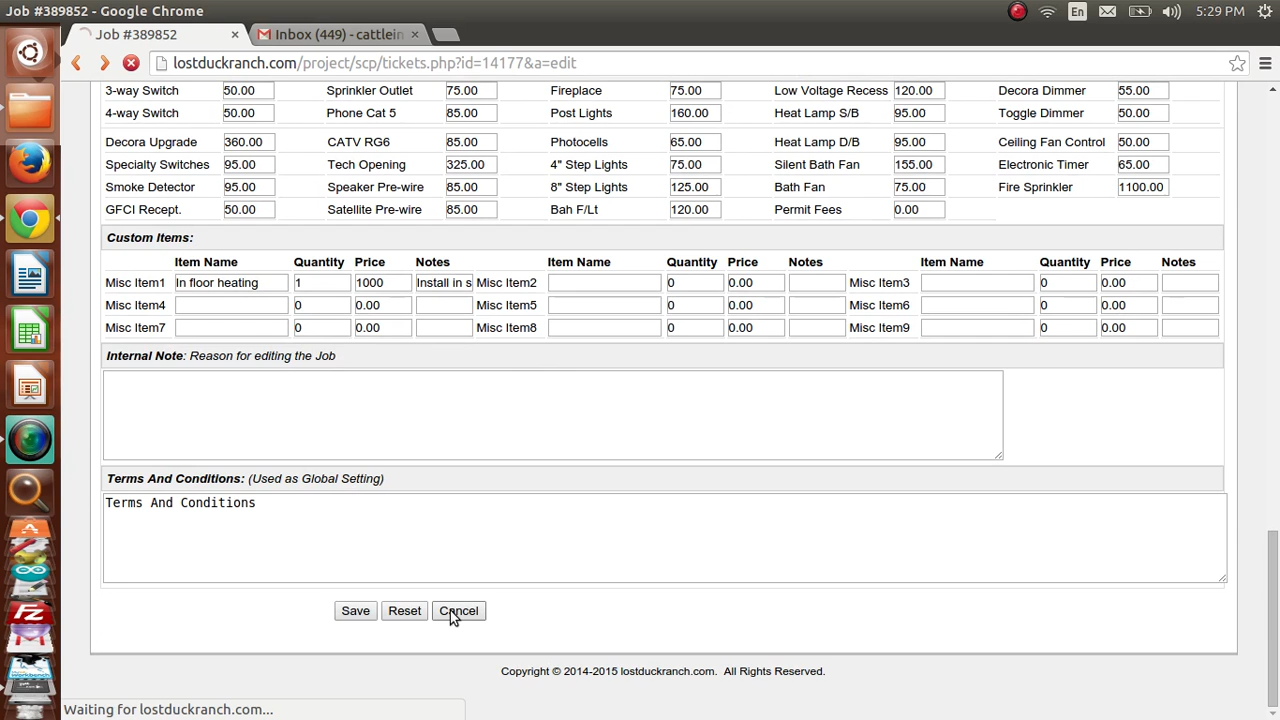 Job #389852 - Google Chrome
En
5:29 PM
Job #389852 ×
Inbox (449) - cattlein ×
lostduckranch.com/project/scp/tickets.php?id=14177&a=edit
3-way Switch 50.00 Sprinkler Outlet 75.00 Fireplace 75.00 Low Voltage Recess 120.00 Decora Dimmer 55.00
4-way Switch 50.00 Phone Cat 5 85.00 Post Lights 160.00 Heat Lamp S/B 95.00 Toggle Dimmer 50.00
Decora Upgrade 360.00 CATV RG6 85.00 Photocells 65.00 Heat Lamp D/B 95.00 Ceiling Fan Control 50.00
Specialty Switches 95.00 Tech Opening 325.00 4" Step Lights 75.00 Silent Bath Fan 155.00 Electronic Timer 65.00
Smoke Detector 95.00 Speaker Pre-wire 85.00 8" Step Lights 125.00 Bath Fan 75.00 Fire Sprinkler 1100.00
GFCI Recept. 50.00 Satellite Pre-wire 85.00 Bah F/Lt 120.00 Permit Fees 0.00
Custom Items:
Item Name Quantity Price Notes Item Name Quantity Price Notes Item Name Quantity Price Notes
Misc Item1 In floor heating 1 1000 Install in s Misc Item2 0 0.00 Misc Item3 0 0.00
Misc Item4 0 0.00 Misc Item5 0 0.00 Misc Item6 0 0.00
Misc Item7 0 0.00 Misc Item8 0 0.00 Misc Item9 0 0.00
Internal Note: Reason for editing the Job
Terms And Conditions: (Used as Global Setting)
Terms And Conditions
Save Reset Cancel
Copyright © 2014-2015 lostduckranch.com. All Rights Reserved.
Waiting for lostduckranch.com...